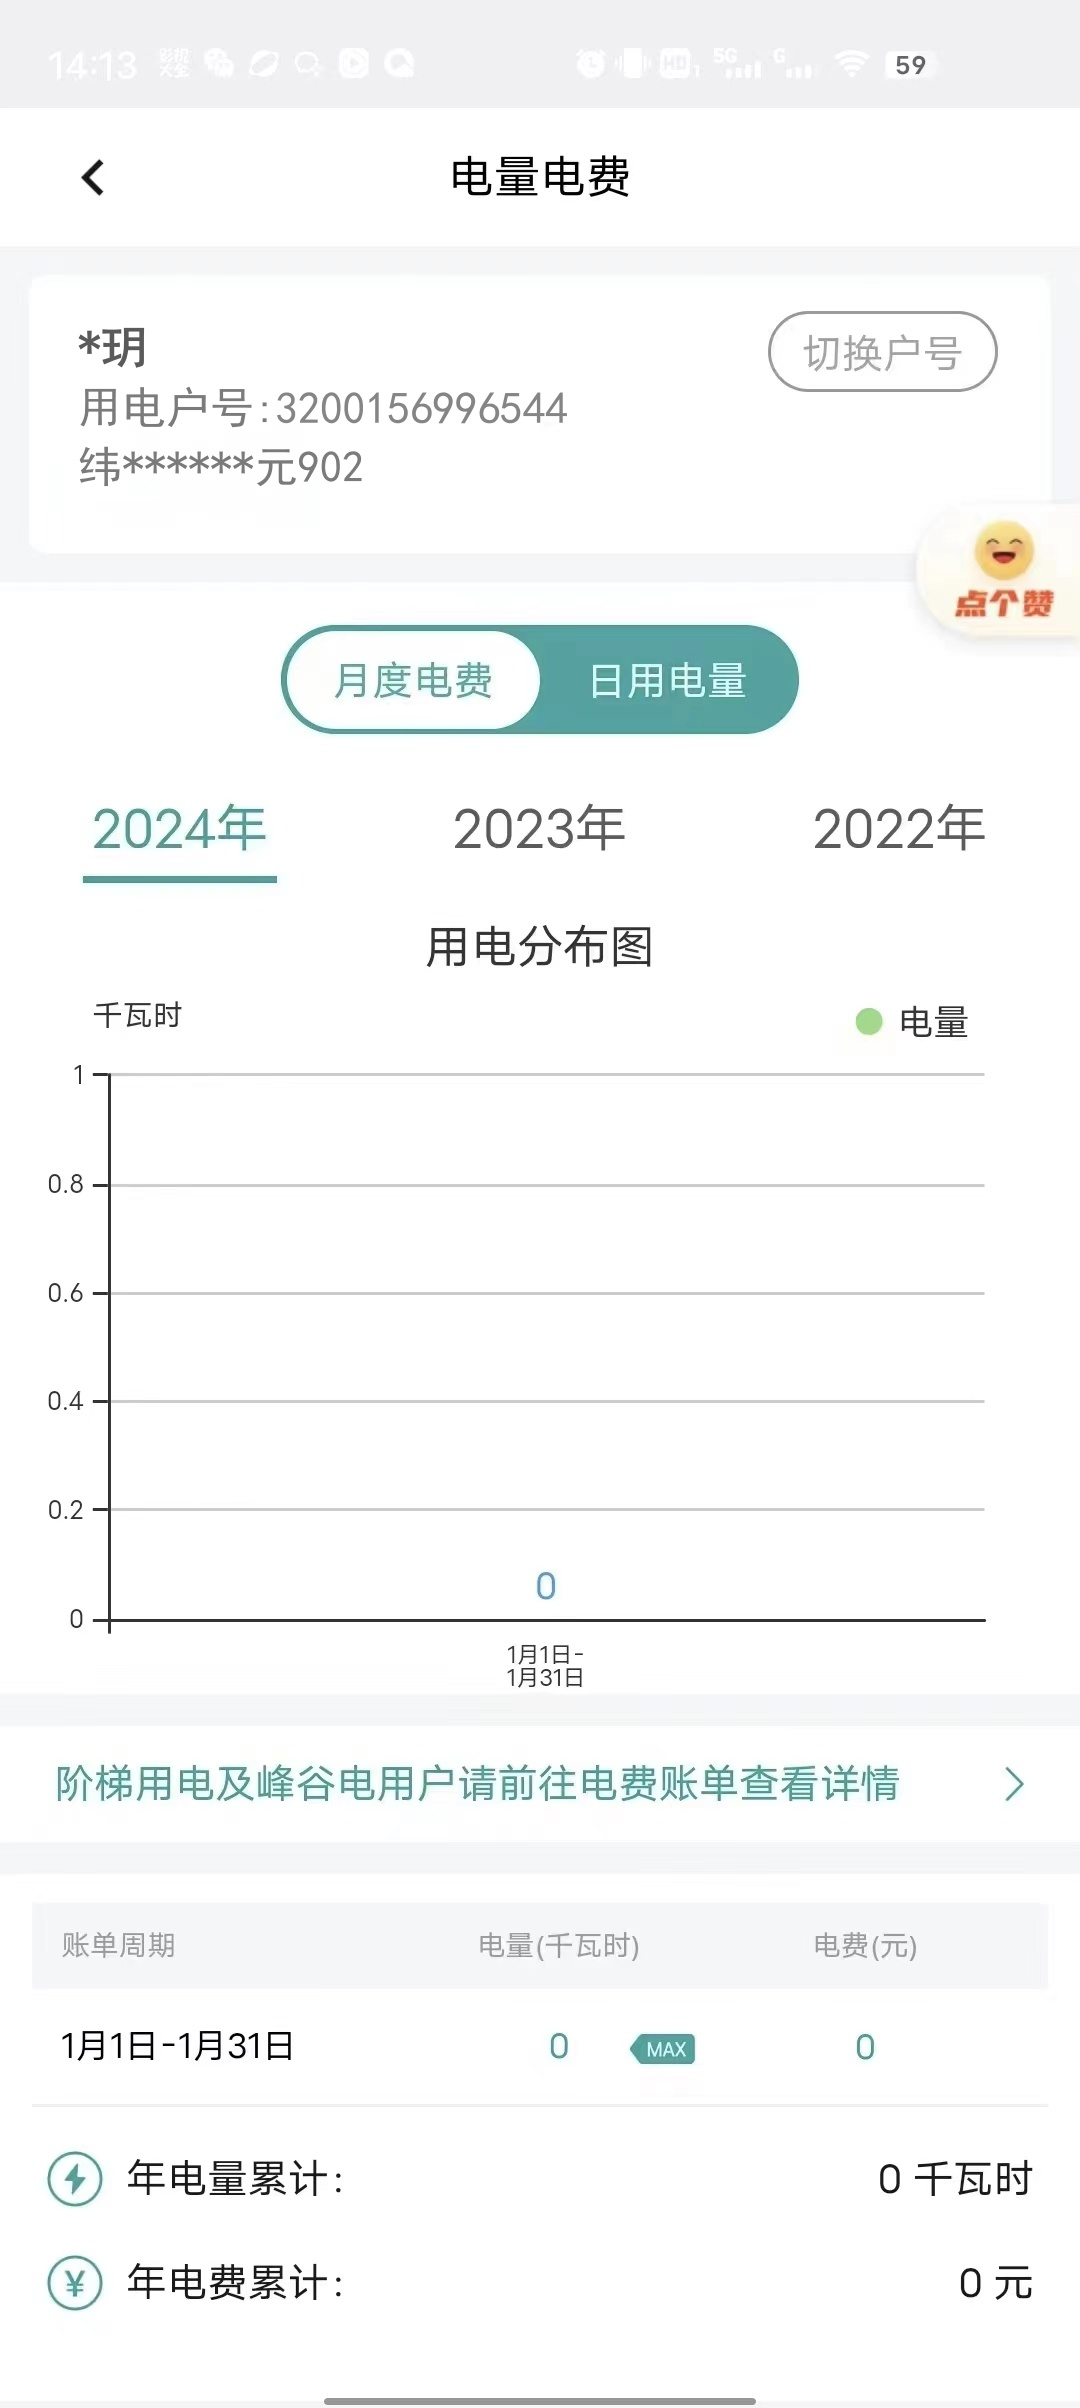 14:13 影视大全 HD 1 5G G 59
电量电费
*玥
切换户号
用电户号:3200156996544
纬******元902
点个赞
月度电费 日用电量
2024年 2023年 2022年
用电分布图
千瓦时
电量
1
0.8
0.6
0.4
0.2
0
0
1月1日-
1月31日
阶梯用电及峰谷电用户请前往电费账单查看详情
账单周期 电量(千瓦时) 电费(元)
1月1日-1月31日 0 MAX 0
年电量累计: 0 千瓦时
¥ 年电费累计: 0 元